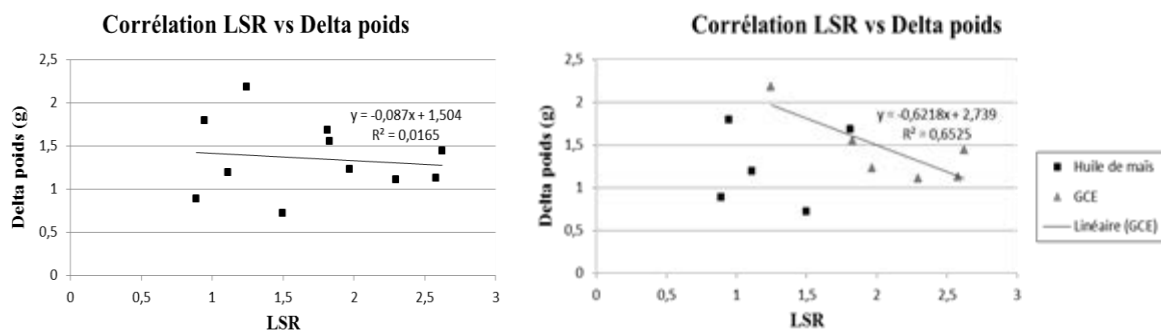 Corrélation LSR vs Delta poids
Delta poids (g)
2,5
2
1,5
1
0,5
0
y = -0,087x + 1,504
R² = 0,0165
0
0,5
1
1,5
2
2,5
3
LSR
Corrélation LSR vs Delta poids
Delta poids (g)
2,5
2
1,5
1
0,5
0
y = -0,6218x + 2,739
R² = 0,6525
0
0,5
1
1,5
2
2,5
3
LSR
Huile de maïs
GCE
Linéaire (GCE)